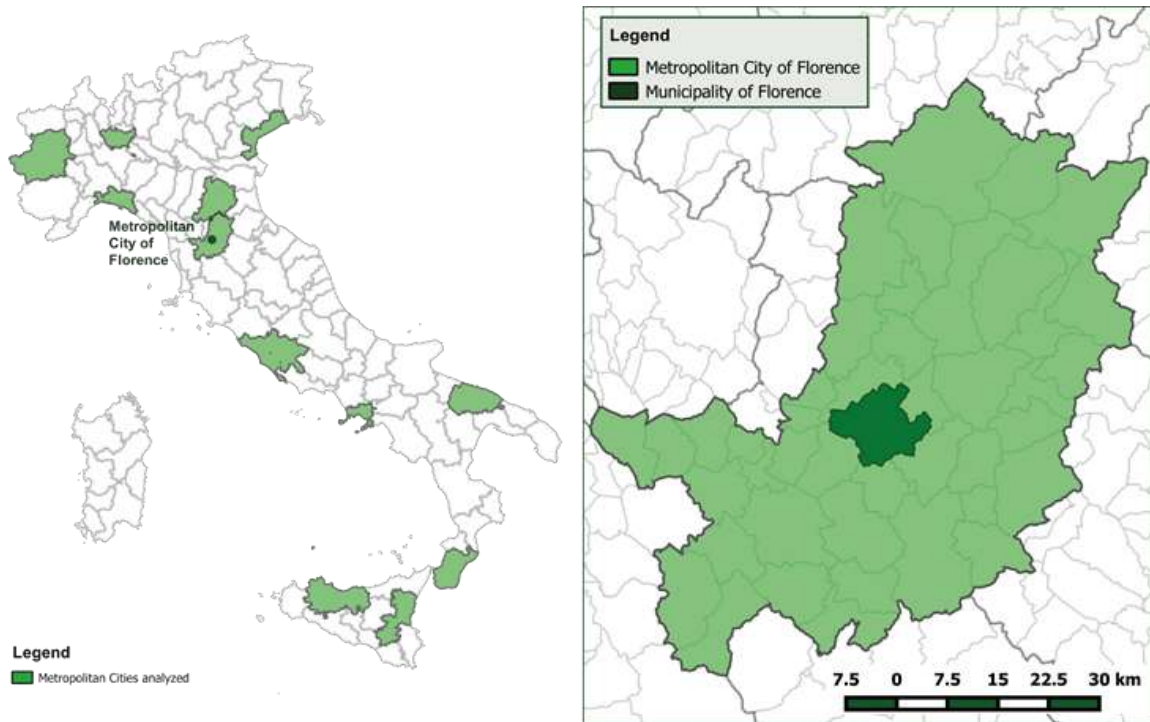 Metropolitan
City of
Florence
Legend
Metropolitan Cities analyzed
Legend
Metropolitan City of Florence
Municipality of Florence
7.5 0 7.5 15 22.5 30 km